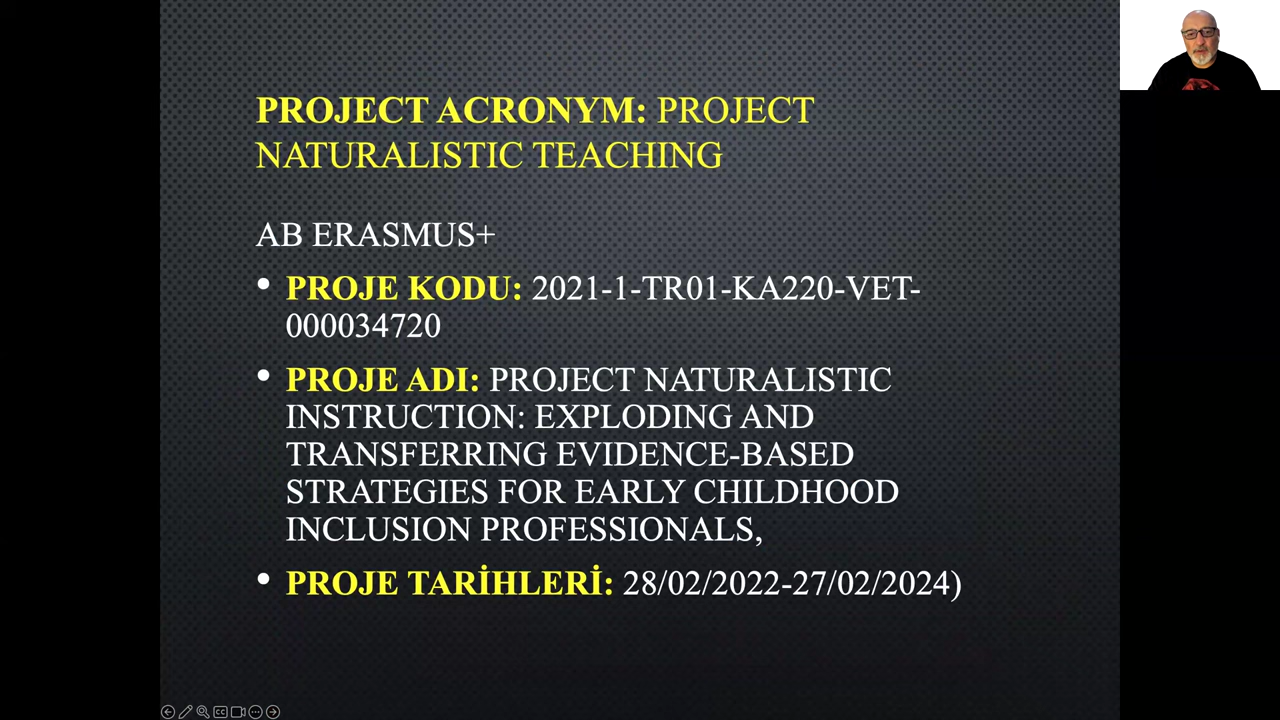 PROJECT ACRONYM: PROJECT
NATURALISTIC TEACHING
AB ERASMUS+
• PROJE KODU: 2021-1-TR01-KA220-VET-
000034720
• PROJE ADI: PROJECT NATURALISTIC
INSTRUCTION: EXPLODING AND
TRANSFERRING EVIDENCE-BASED
STRATEGIES FOR EARLY CHILDHOOD
INCLUSION PROFESSIONALS,
• PROJE TARİHLERİ: 28/02/2022-27/02/2024)